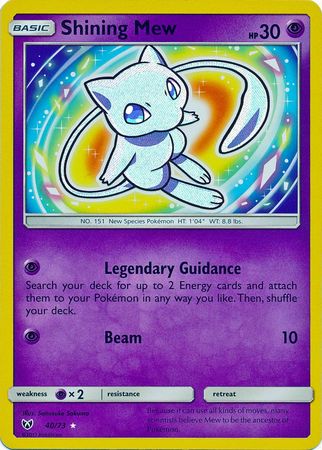 BASIC Shining Mew HP 30
NO. 151 New Species Pokémon HT: 1'04" WT: 8.8 lbs.
Legendary Guidance
Search your deck for up to 2 Energy cards and attach
them to your Pokémon in any way you like. Then, shuffle
your deck.
Beam 10
weakness × 2 resistance retreat
Illus. Sanosuke Sakuma
40/73
Because it can use all kinds of moves, many
scientists believe Mew to be the ancestor of
Pokémon.